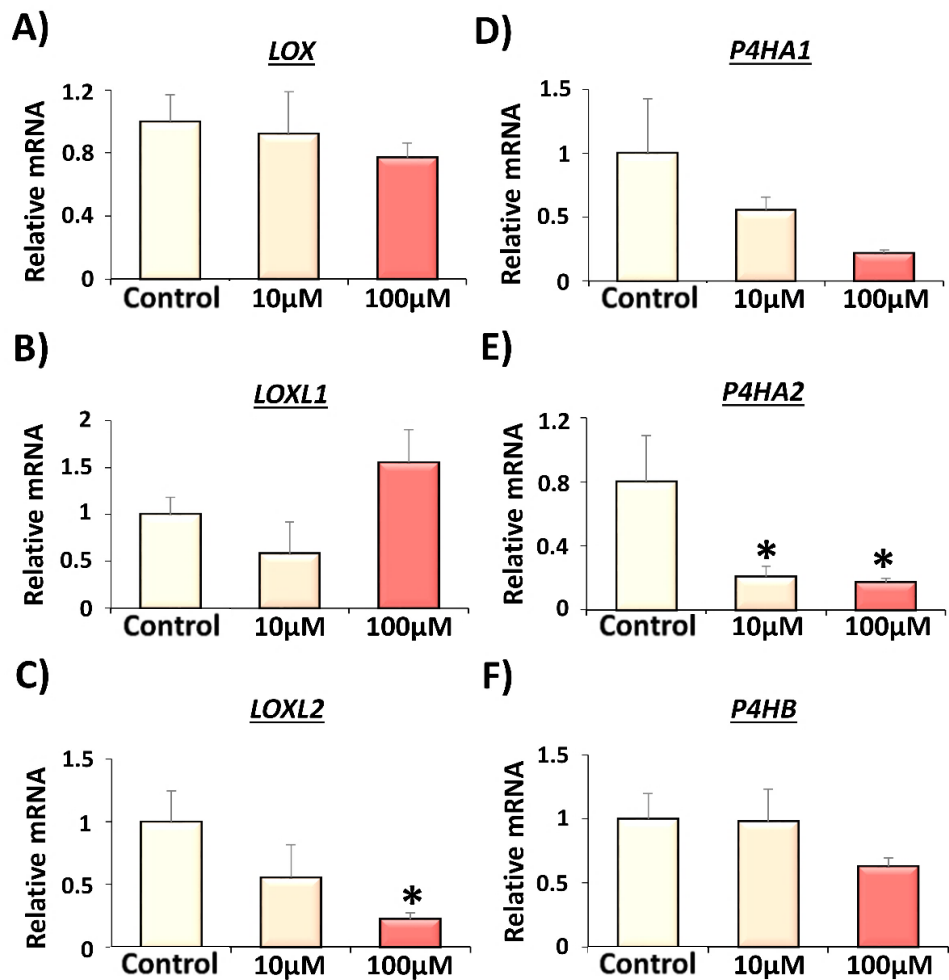 A)
LOX
Relative mRNA
1.2
0.8
0.4
0
Control 10µM 100µM
B)
LOXL1
Relative mRNA
2
1.5
1
0.5
0
Control 10µM 100µM
C)
LOXL2
Relative mRNA
1.5
1
0.5
0
*
Control 10µM 100µM
D)
P4HA1
Relative mRNA
1.5
1
0.5
0
Control 10µM 100µM
E)
P4HA2
Relative mRNA
1.2
0.8
0.4
0
* *
Control 10µM 100µM
F)
P4HB
Relative mRNA
1.5
1
0.5
0
Control 10µM 100µM